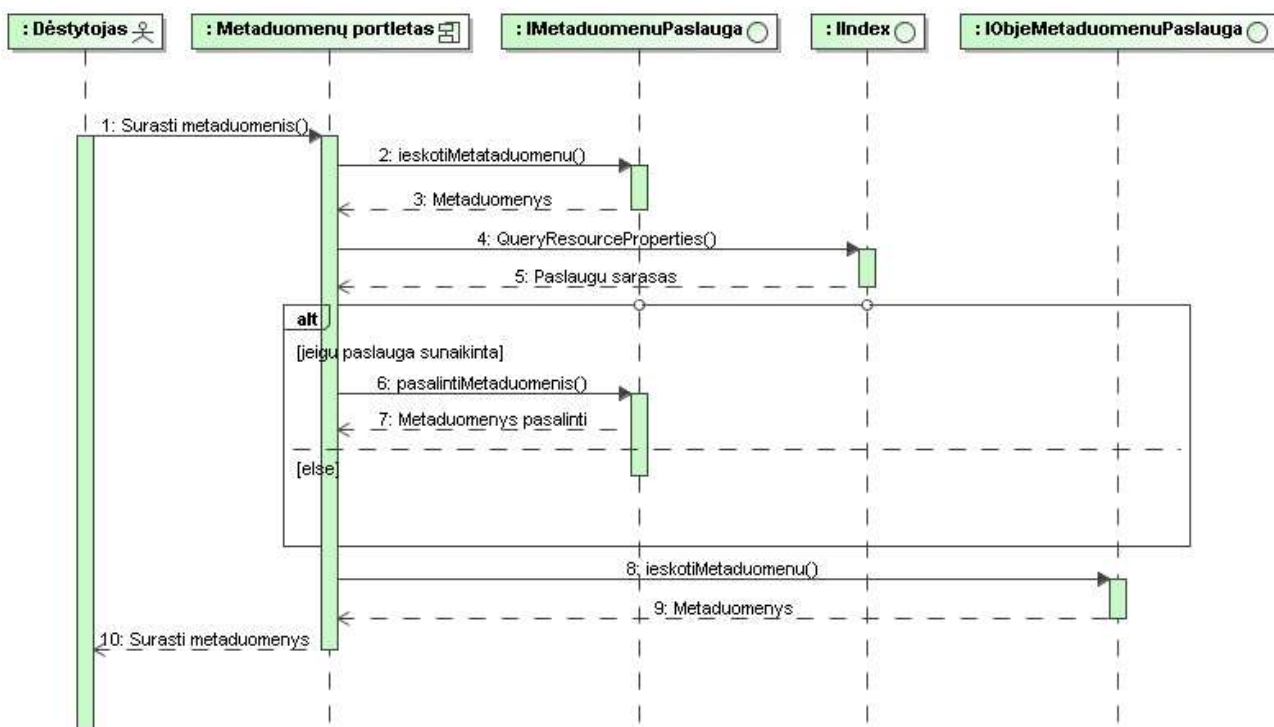 : Dėstytojas
: Metaduomenų portletas
: IMetaduomenuPaslauga
: IIndex
: IObjeMetaduomenuPaslauga
1: Surasti metaduomenis()
2: ieskotiMetataduomenu()
3: Metaduomenys
4: QueryResourceProperties()
5: Paslaugu sarasas
alt
[jeigu paslauga sunaikinta]
6: pasalintiMetaduomenis()
7: Metaduomenys pasalinti
[else]
8: ieskotiMetaduomenu()
9: Metaduomenys
10: Surasti metaduomenys